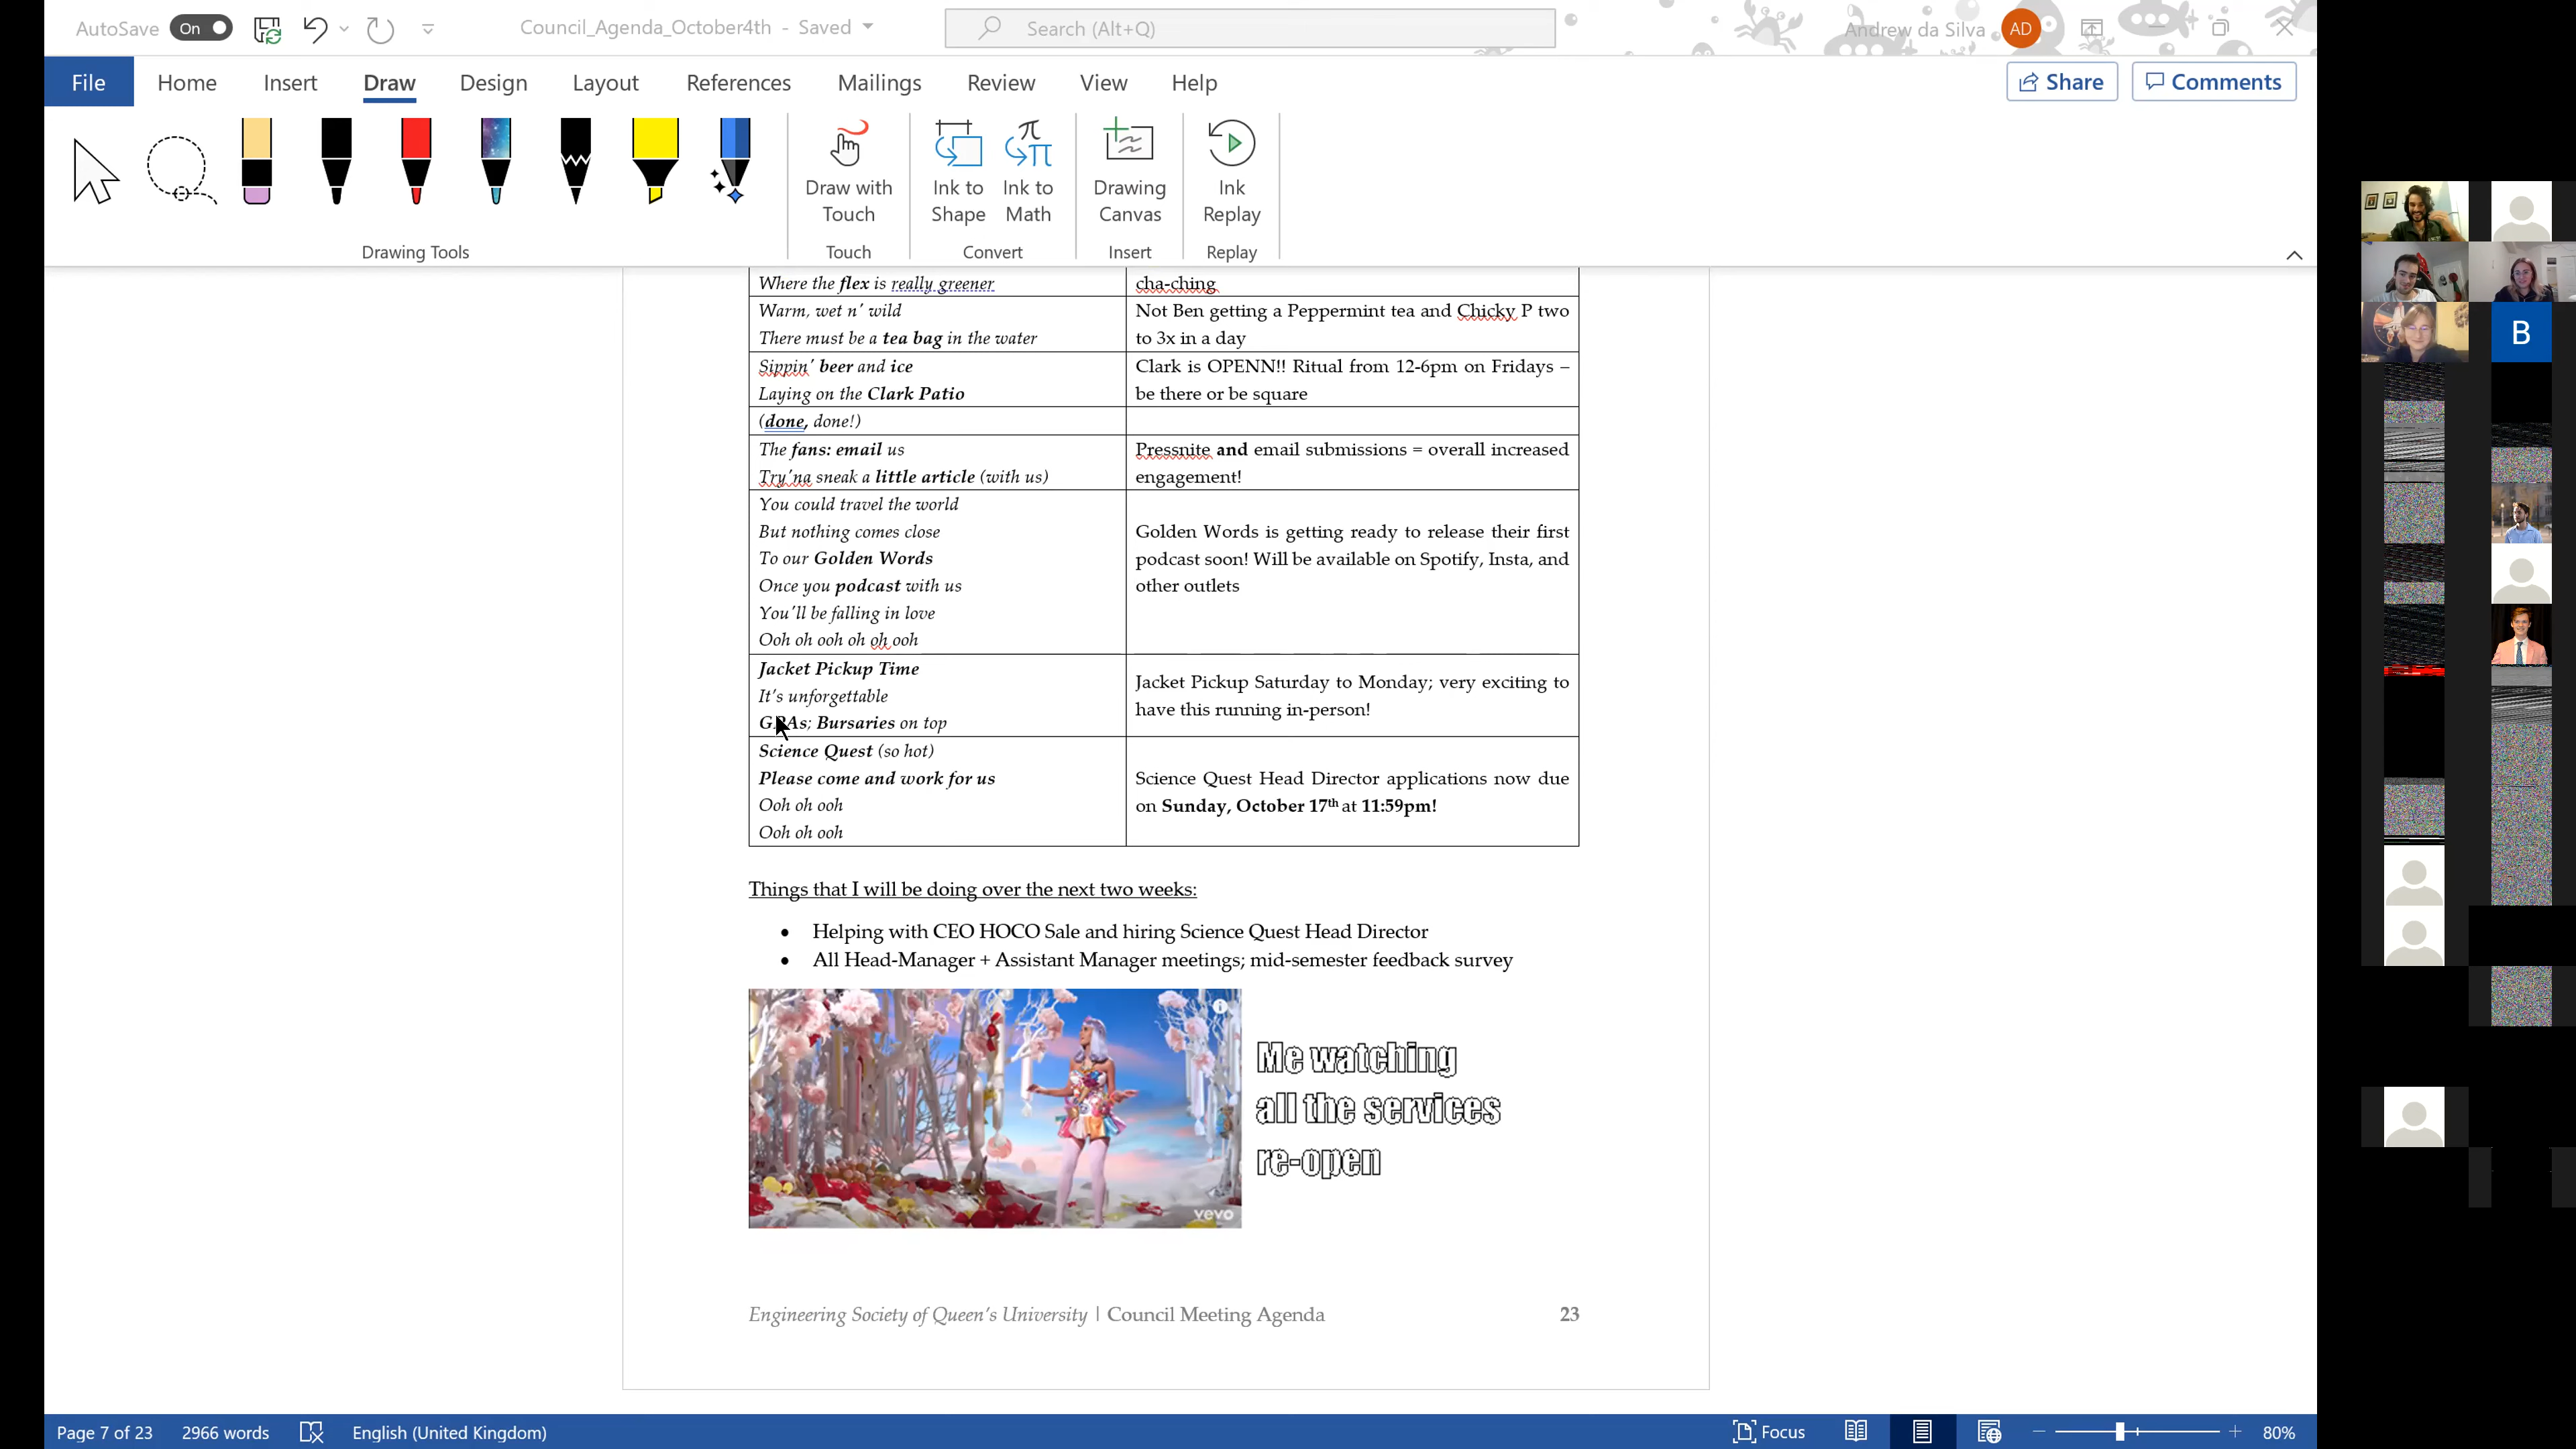 AutoSave On Council_Agenda_October4th - Saved Search (Alt+Q) Andrew da Silva AD
File Home Insert Draw Design Layout References Mailings Review View Help Share Comments
Draw with Touch
Ink to Shape
Ink to Math
Drawing Canvas
Ink Replay
Drawing Tools Touch Convert Insert Replay
Where the flex is really greener
cha-ching
Warm, wet n' wild
There must be a tea bag in the water
Not Ben getting a Peppermint tea and Chicky P two
to 3x in a day
Sippin' beer and ice
Laying on the Clark Patio
Clark is OPENN!! Ritual from 12-6pm on Fridays –
be there or be square
(done, done!)
The fans: email us
Try'na sneak a little article (with us)
Pressnite and email submissions = overall increased
engagement!
You could travel the world
But nothing comes close
To our Golden Words
Once you podcast with us
You'll be falling in love
Ooh oh ooh oh oh ooh
Golden Words is getting ready to release their first
podcast soon! Will be available on Spotify, Insta, and
other outlets
Jacket Pickup Time
It's unforgettable
GPAs; Bursaries on top
Jacket Pickup Saturday to Monday; very exciting to
have this running in-person!
Science Quest (so hot)
Please come and work for us
Ooh oh ooh
Ooh oh ooh
Science Quest Head Director applications now due
on Sunday, October 17th at 11:59pm!
Things that I will be doing over the next two weeks:
• Helping with CEO HOCO Sale and hiring Science Quest Head Director
• All Head-Manager + Assistant Manager meetings; mid-semester feedback survey
Me watching
all the services
re-open
vevo
Engineering Society of Queen's University | Council Meeting Agenda 23
Page 7 of 23 2966 words English (United Kingdom) Focus 80%
B